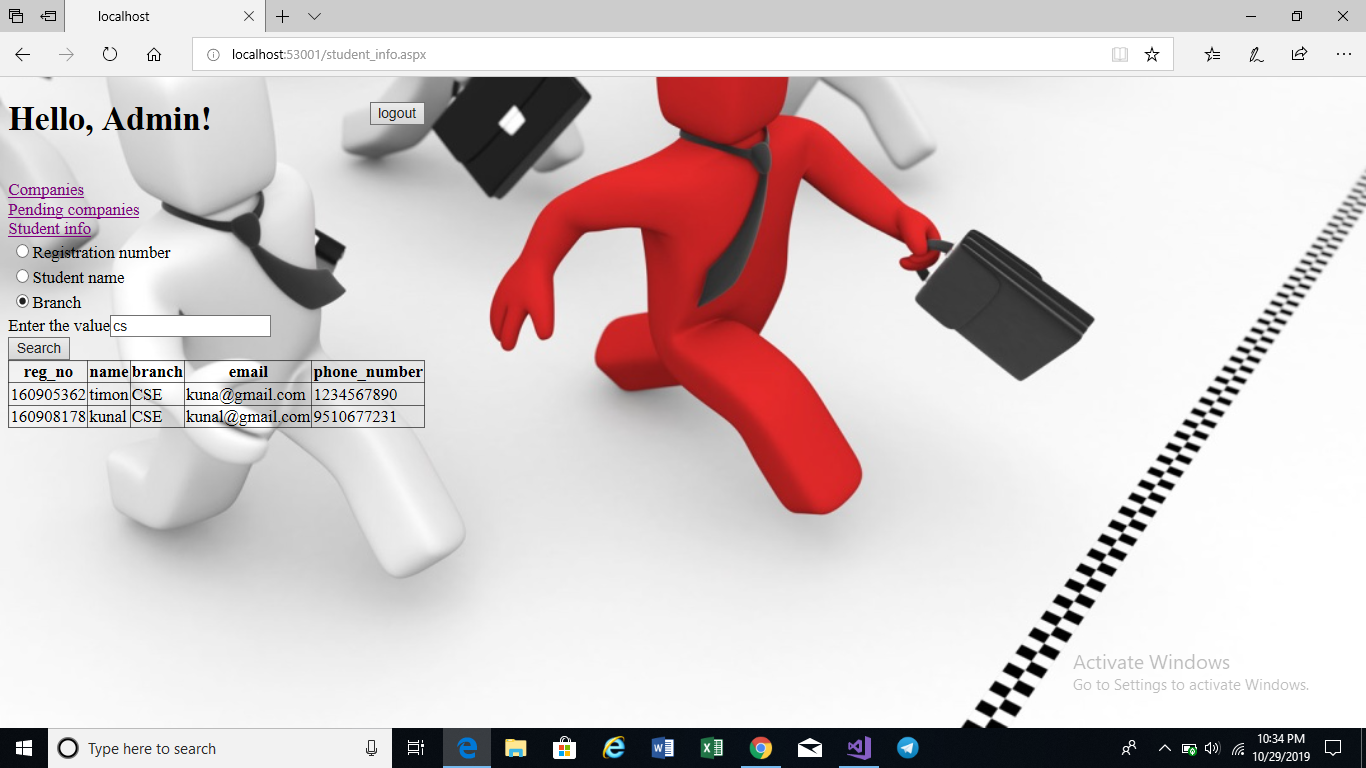 localhost
localhost:53001/student_info.aspx
Hello, Admin!
logout
Companies
Pending companies
Student info
Registration number
Student name
Branch
Enter the value cs
Search
reg_no name branch email phone_number
160905362 timon CSE kuna@gmail.com 1234567890
160908178 kunal CSE kunal@gmail.com 9510677231
Activate Windows
Go to Settings to activate Windows.
Type here to search
10:34 PM
10/29/2019